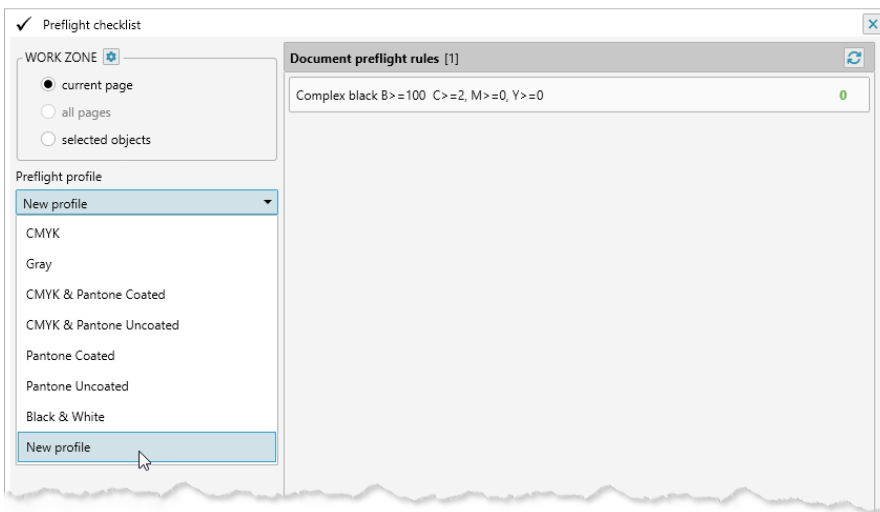 Preflight checklist
WORK ZONE
current page
all pages
selected objects
Preflight profile
New profile
CMYK
Gray
CMYK & Pantone Coated
CMYK & Pantone Uncoated
Pantone Coated
Pantone Uncoated
Black & White
New profile
Document preflight rules [1]
Complex black B>=100 C>=2, M>=0, Y>=0 0